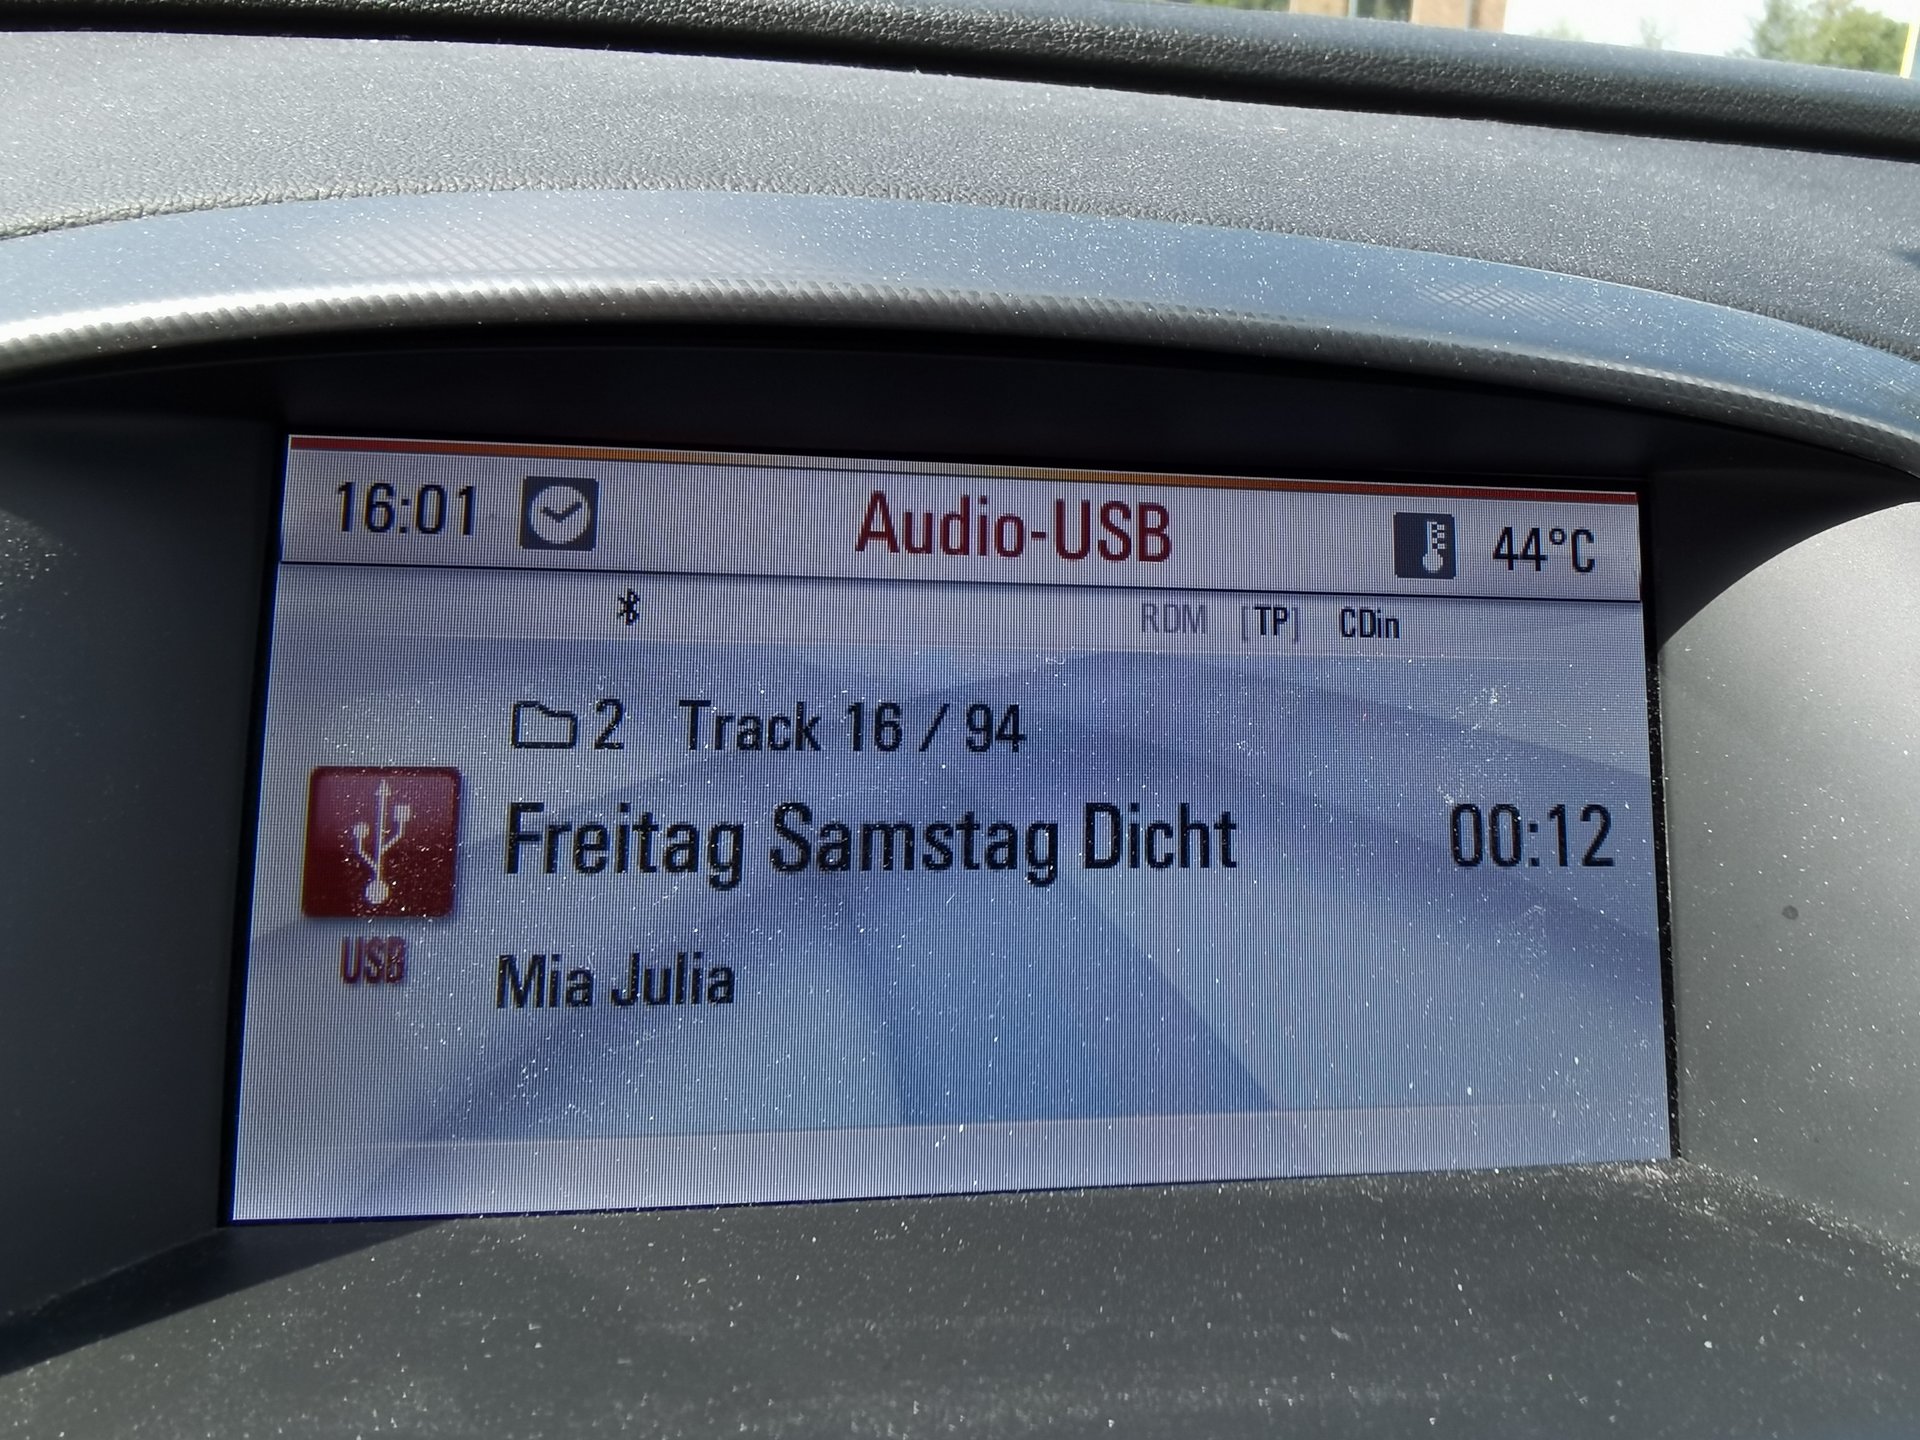 16:01 Audio-USB 44°C
RDM [TP] CDin
2 Track 16 / 94
Freitag Samstag Dicht 00:12
USB
Mia Julia